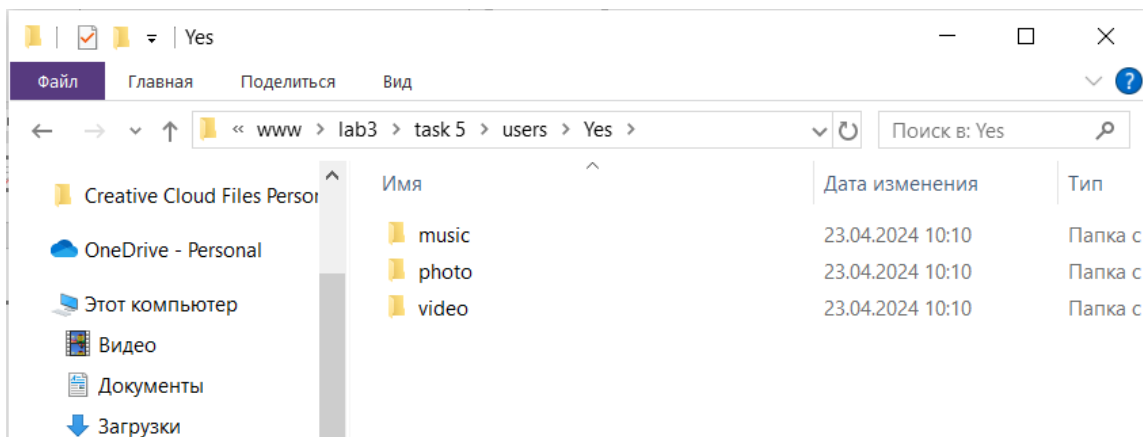 Yes
Файл Главная Поделиться Вид
« www > lab3 > task 5 > users > Yes > Поиск в: Yes
Имя Дата изменения Тип
Creative Cloud Files Person
music 23.04.2024 10:10 Папка с
OneDrive - Personal
photo 23.04.2024 10:10 Папка с
Этот компьютер
video 23.04.2024 10:10 Папка с
Видео
Документы
Загрузки